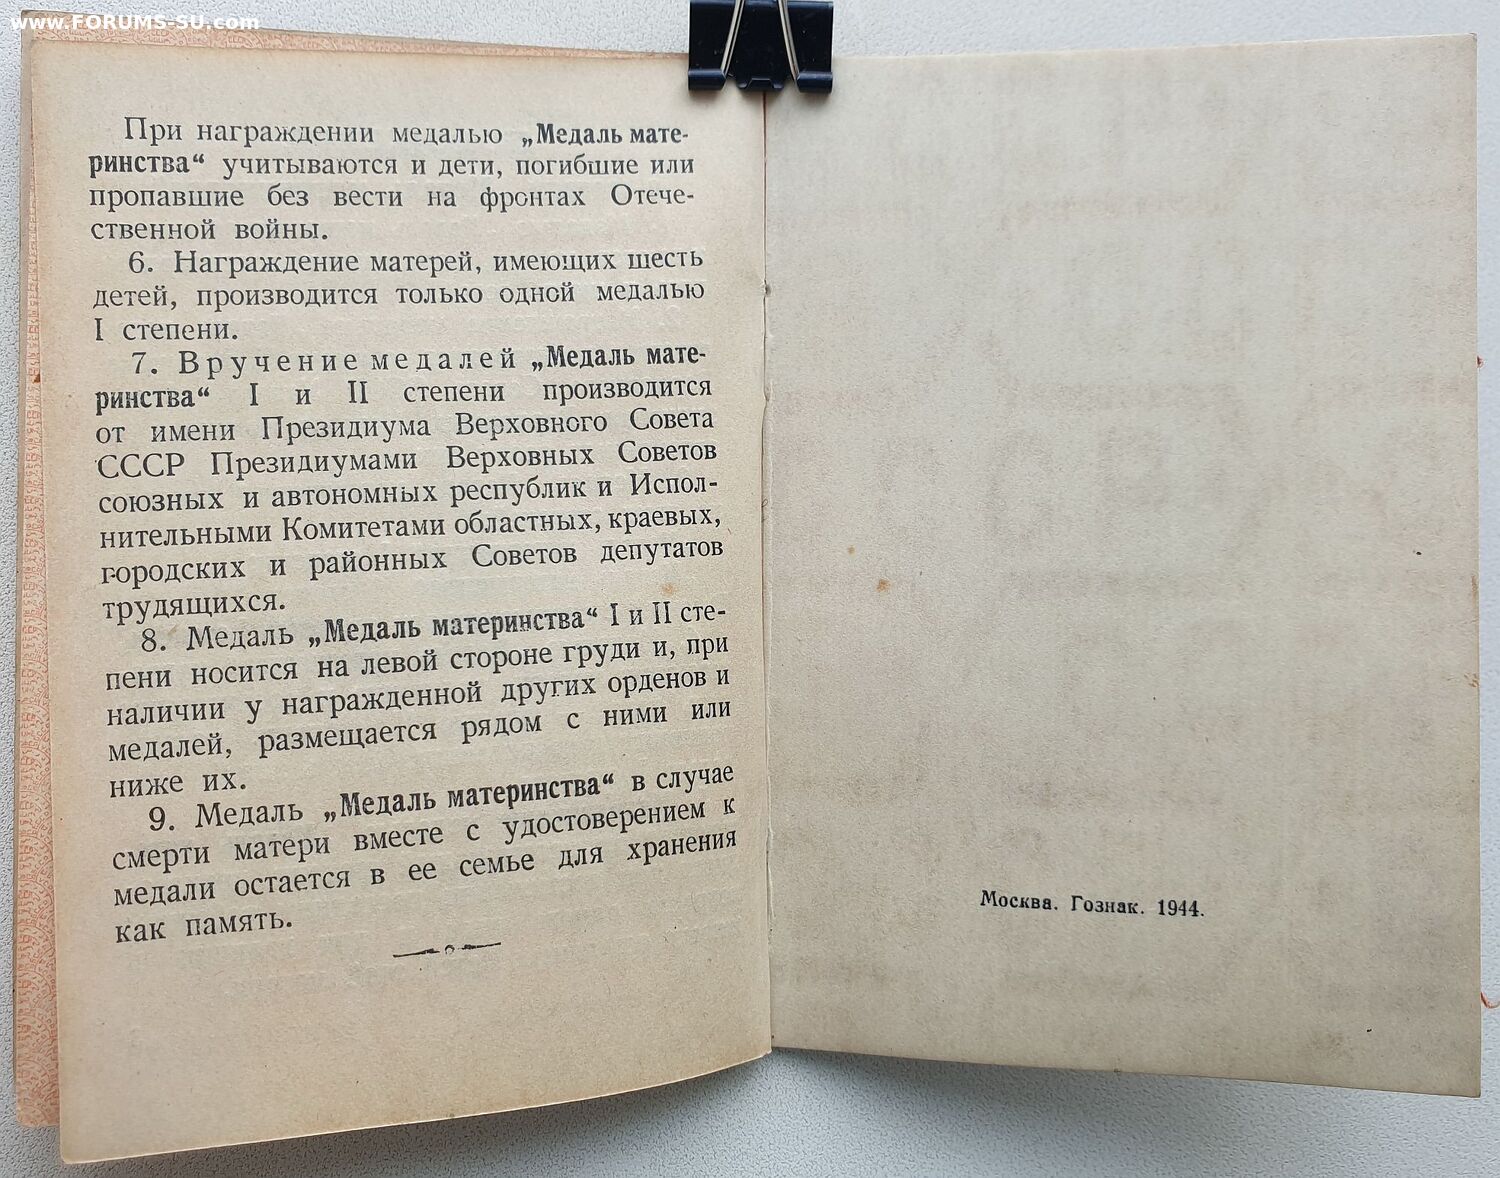 www.FORUMS-SU.com
При награждении медалью „Медаль мате-
ринства“ учитываются и дети, погибшие или
пропавшие без вести на фронтах Отече-
ственной войны.
6. Награждение матерей, имеющих шесть
детей, производится только одной медалью
I степени.
7. Вручение медалей „Медаль мате-
ринства“ I и II степени производится
от имени Президиума Верховного Совета
СССР Президиумами Верховных Советов
союзных и автономных республик и Испол-
нительными Комитетами областных, краевых,
городских и районных Советов депутатов
трудящихся.
8. Медаль „Медаль материнства“ I и II сте-
пени носится на левой стороне груди и, при
наличии у награжденной других орденов и
медалей, размещается рядом с ними или
ниже их.
9. Медаль „Медаль материнства“ в случае
смерти матери вместе с удостоверением к
медали остается в ее семье для хранения
как память.
Москва. Гознак. 1944.